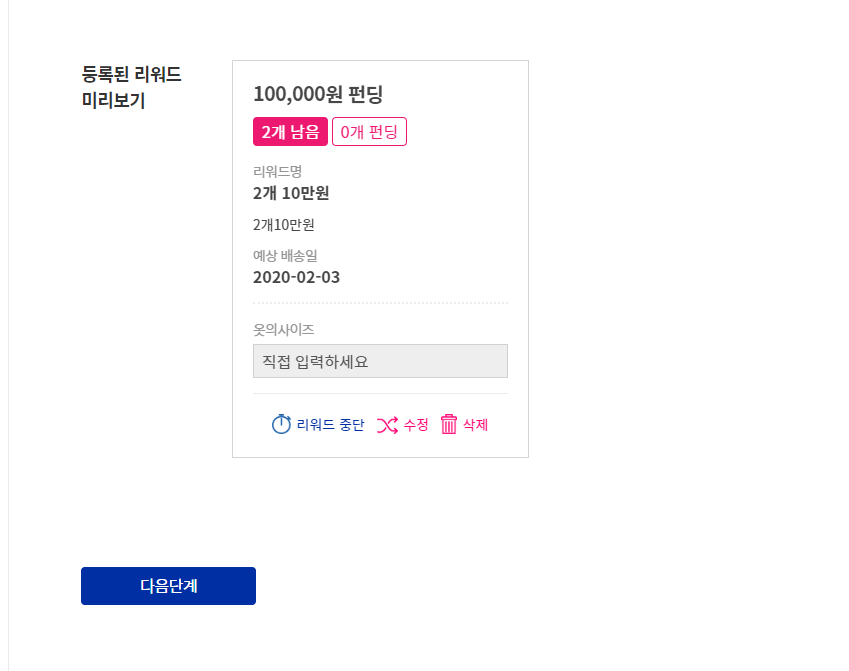 등록된 리워드
미리보기
100,000원 펀딩
2개 남음 0개 펀딩
리워드명
2개 10만원
2개10만원
예상 배송일
2020-02-03
옷의사이즈
직접 입력하세요
리워드 중단 수정 삭제
다음단계